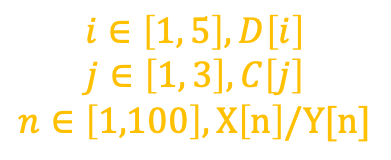 i ∈ [1, 5], D[i]
j ∈ [1, 3], C[j]
n ∈ [1,100], X[n]/Y[n]